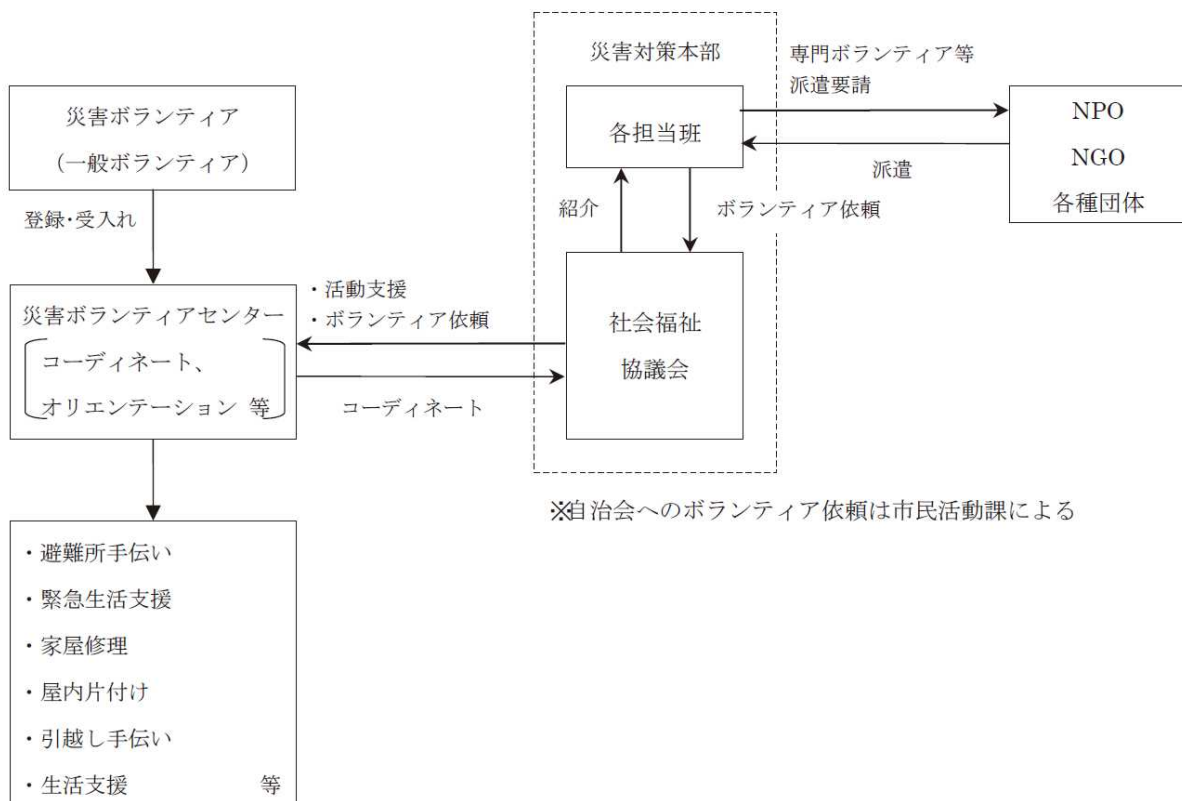 災害対策本部
各担当班
専門ボランティア等
派遣要請
派遣
NPO
NGO
各種団体
災害ボランティア
（一般ボランティア）
登録・受入れ
紹介
ボランティア依頼
社会福祉
協議会
・活動支援
・ボランティア依頼
コーディネート
災害ボランティアセンター
コーディネート、
オリエンテーション 等
※自治会へのボランティア依頼は市民活動課による
・避難所手伝い
・緊急生活支援
・家屋修理
・屋内片付け
・引越し手伝い
・生活支援 等